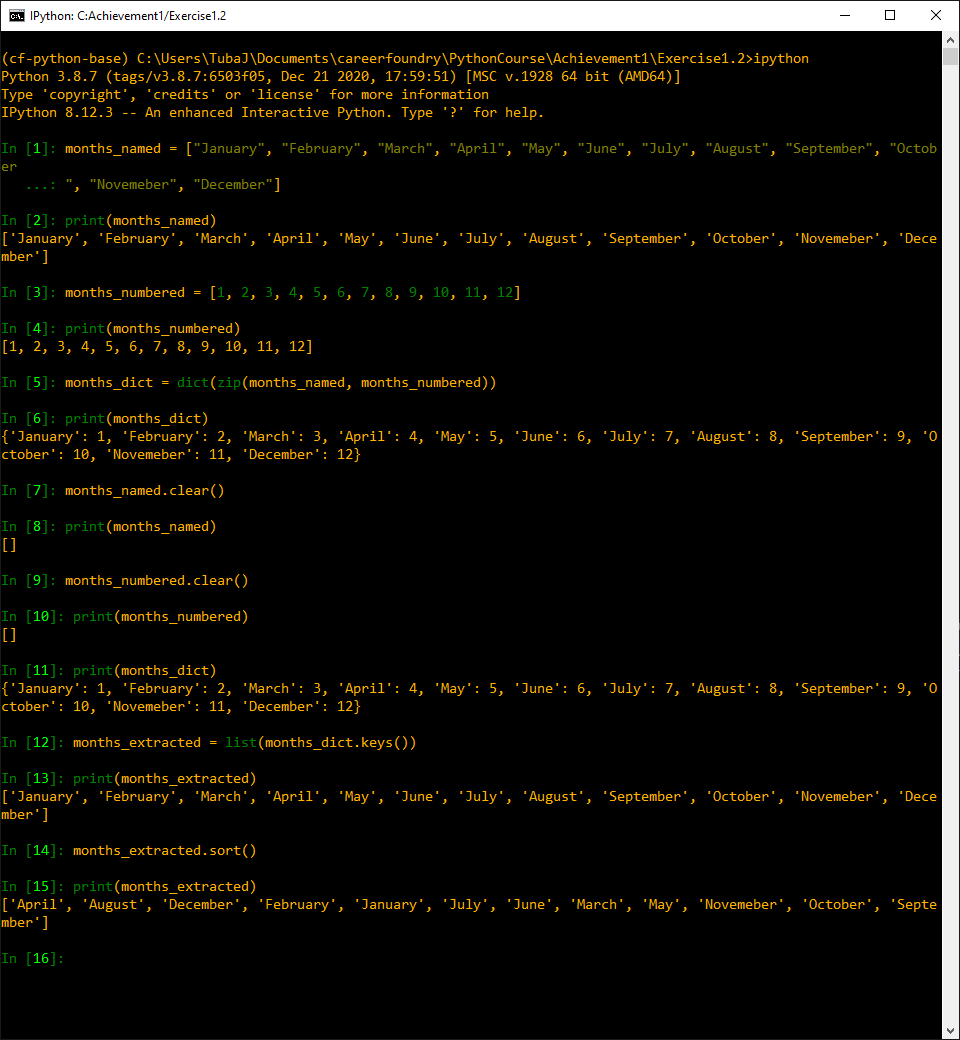 IPython: C:Achievement1/Exercise1.2
(cf-python-base) C:\Users\TubaJ\Documents\careerfoundry\PythonCourse\Achievement1\Exercise1.2>ipython
Python 3.8.7 (tags/v3.8.7:6503f05, Dec 21 2020, 17:59:51) [MSC v.1928 64 bit (AMD64)]
Type 'copyright', 'credits' or 'license' for more information
IPython 8.12.3 -- An enhanced Interactive Python. Type '?' for help.
In [1]: months_named = ["January", "February", "March", "April", "May", "June", "July", "August", "September", "Octob
er
   ...: ", "Novemeber", "December"]
In [2]: print(months_named)
['January', 'February', 'March', 'April', 'May', 'June', 'July', 'August', 'September', 'October', 'Novemeber', 'Dece
mber']
In [3]: months_numbered = [1, 2, 3, 4, 5, 6, 7, 8, 9, 10, 11, 12]
In [4]: print(months_numbered)
[1, 2, 3, 4, 5, 6, 7, 8, 9, 10, 11, 12]
In [5]: months_dict = dict(zip(months_named, months_numbered))
In [6]: print(months_dict)
{'January': 1, 'February': 2, 'March': 3, 'April': 4, 'May': 5, 'June': 6, 'July': 7, 'August': 8, 'September': 9, 'O
ctober': 10, 'Novemeber': 11, 'December': 12}
In [7]: months_named.clear()
In [8]: print(months_named)
[]
In [9]: months_numbered.clear()
In [10]: print(months_numbered)
[]
In [11]: print(months_dict)
{'January': 1, 'February': 2, 'March': 3, 'April': 4, 'May': 5, 'June': 6, 'July': 7, 'August': 8, 'September': 9, 'O
ctober': 10, 'Novemeber': 11, 'December': 12}
In [12]: months_extracted = list(months_dict.keys())
In [13]: print(months_extracted)
['January', 'February', 'March', 'April', 'May', 'June', 'July', 'August', 'September', 'October', 'Novemeber', 'Dece
mber']
In [14]: months_extracted.sort()
In [15]: print(months_extracted)
['April', 'August', 'December', 'February', 'January', 'July', 'June', 'March', 'May', 'Novemeber', 'October', 'Septe
mber']
In [16]: